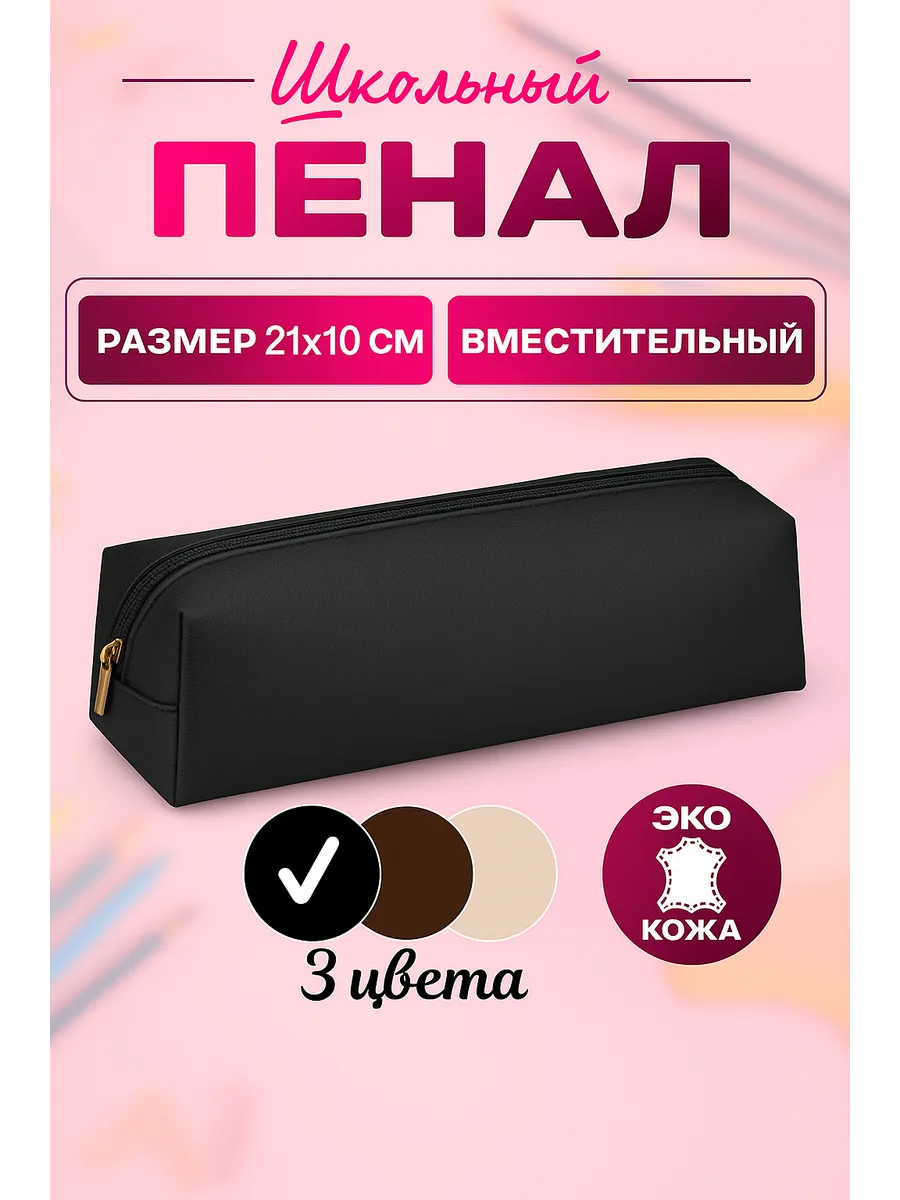 Школьный
ПЕНАЛ
РАЗМЕР 21x10 СМ
ВМЕСТИТЕЛЬНЫЙ
ЭКО
КОЖА
3 цвета